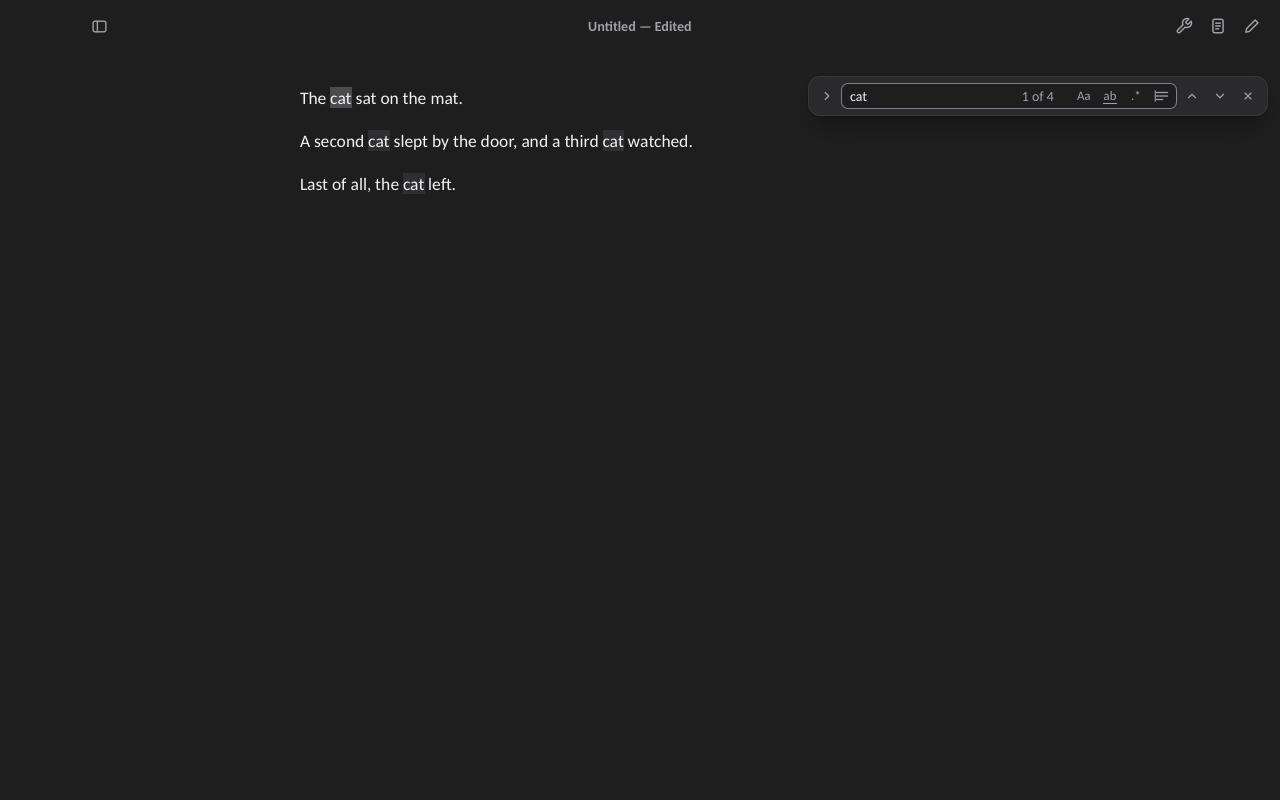 Untitled — Edited
cat 1 of 4 Aa ab .*
The cat sat on the mat.
A second cat slept by the door, and a third cat watched.
Last of all, the cat left.